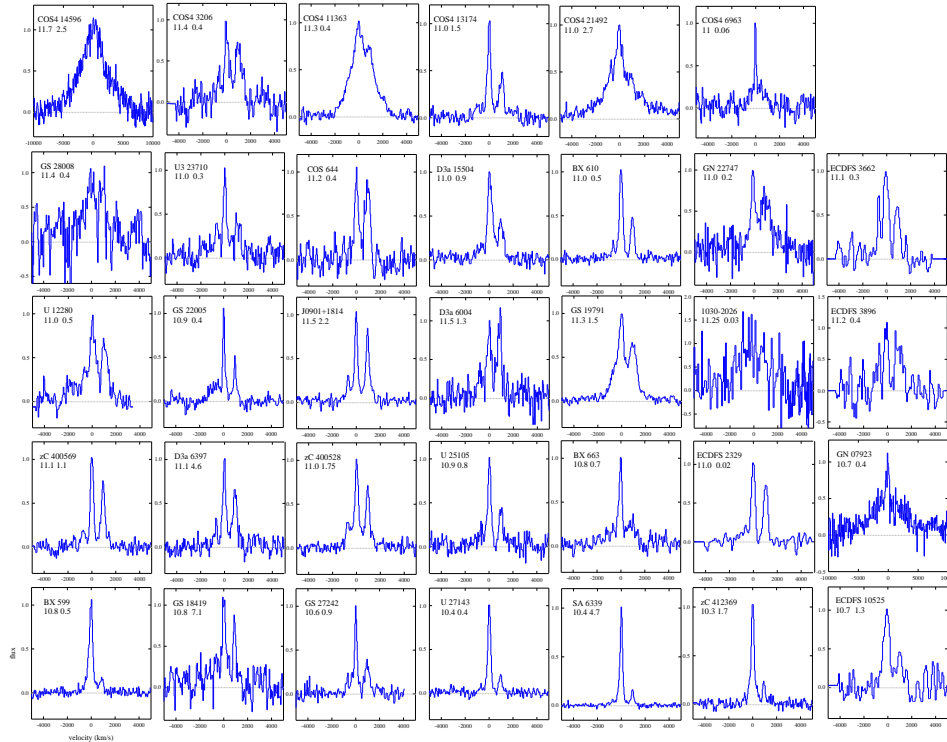 COS4 14596
11.7 2.5
COS4 3206
11.4 0.4
COS4 11363
11.3 0.4
COS4 13174
11.0 1.5
COS4 21492
11.0 2.7
COS4 6963
11 0.06
GS 28008
11.4 0.4
U3 23710
11.0 0.3
COS 644
11.2 0.4
D3a 15504
11.0 0.9
BX 610
11.0 0.5
GN 22747
11.0 0.2
ECDFS 3662
11.1 0.3
U 12280
11.0 0.5
GS 22005
10.9 0.4
J0901+1814
11.5 2.2
D3a 6004
11.5 1.3
GS 19791
11.3 1.5
1030-2026
11.25 0.03
ECDFS 3896
11.2 0.4
zC 400569
11.1 1.1
D3a 6397
11.1 4.6
zC 400528
11.0 1.75
U 25105
10.9 0.8
BX 663
10.8 0.7
ECDFS 2329
11.0 0.02
GN 07923
10.7 0.4
BX 599
10.8 0.5
GS 18419
10.8 7.1
GS 27242
10.6 0.9
U 27143
10.4 0.4
SA 6339
10.4 4.7
zC 412369
10.3 1.7
ECDFS 10525
10.7 1.3
flux
velocity (km/s)